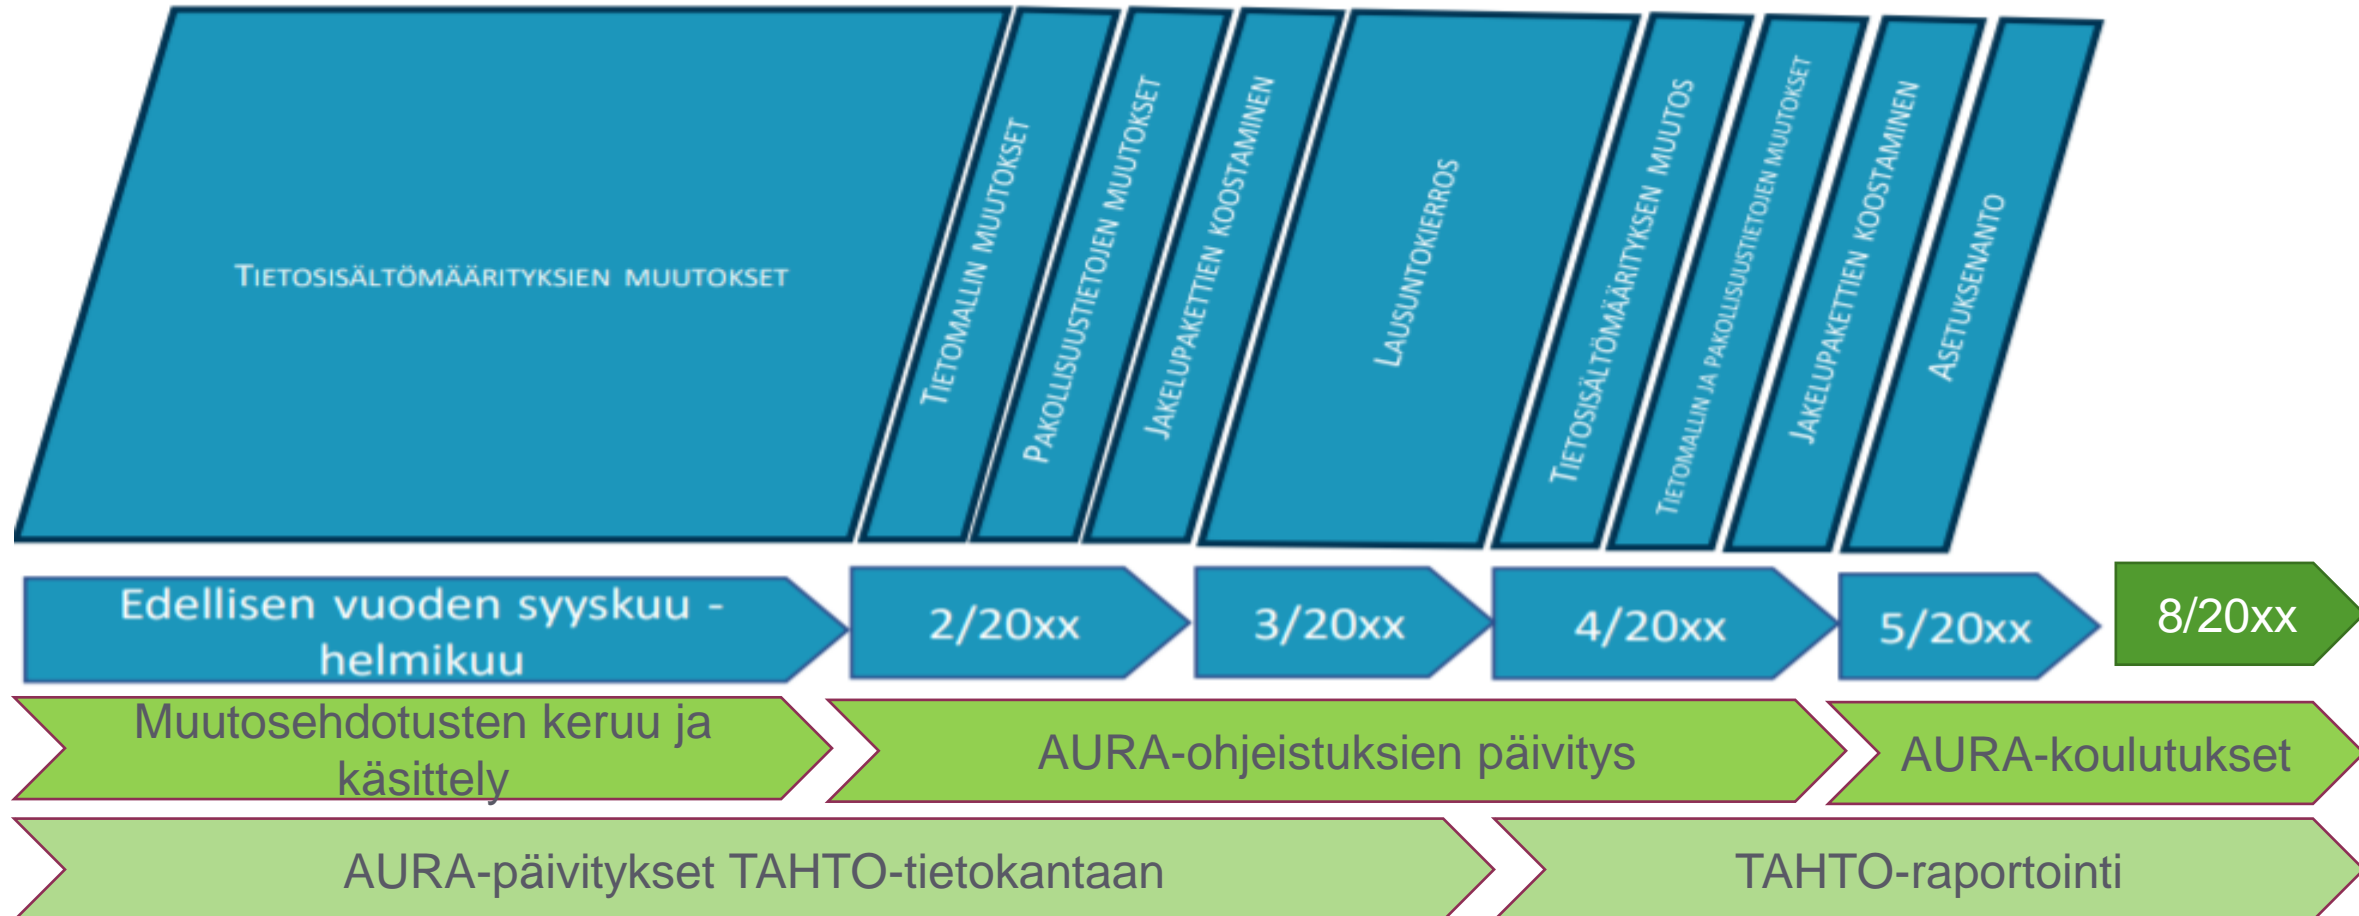 TIETOSISÄLTÖMÄÄRITYKSIEN MUUTOKSET
TIETOMALLIN MUUTOKSET
PAKOLLISUUSTIETOJEN MUUTOKSET
JAKELUPAKETTIEN KOOSTAMINEN
LAUSUNTOKIERROS
TIETOSISÄLTÖMÄÄRITYKSEN MUUTOS
TIETOMALLIN JA PAKOLLISUUSTIETOJEN MUUTOKSET
JAKELUPAKETTIEN KOOSTAMINEN
ASETUKSENANTO
Edellisen vuoden syyskuu -
helmikuu
2/20xx
3/20xx
4/20xx
5/20xx
8/20xx
Muutosehdotusten keruu ja
käsittely
AURA-ohjeistuksien päivitys
AURA-koulutukset
AURA-päivitykset TAHTO-tietokantaan
TAHTO-raportointi